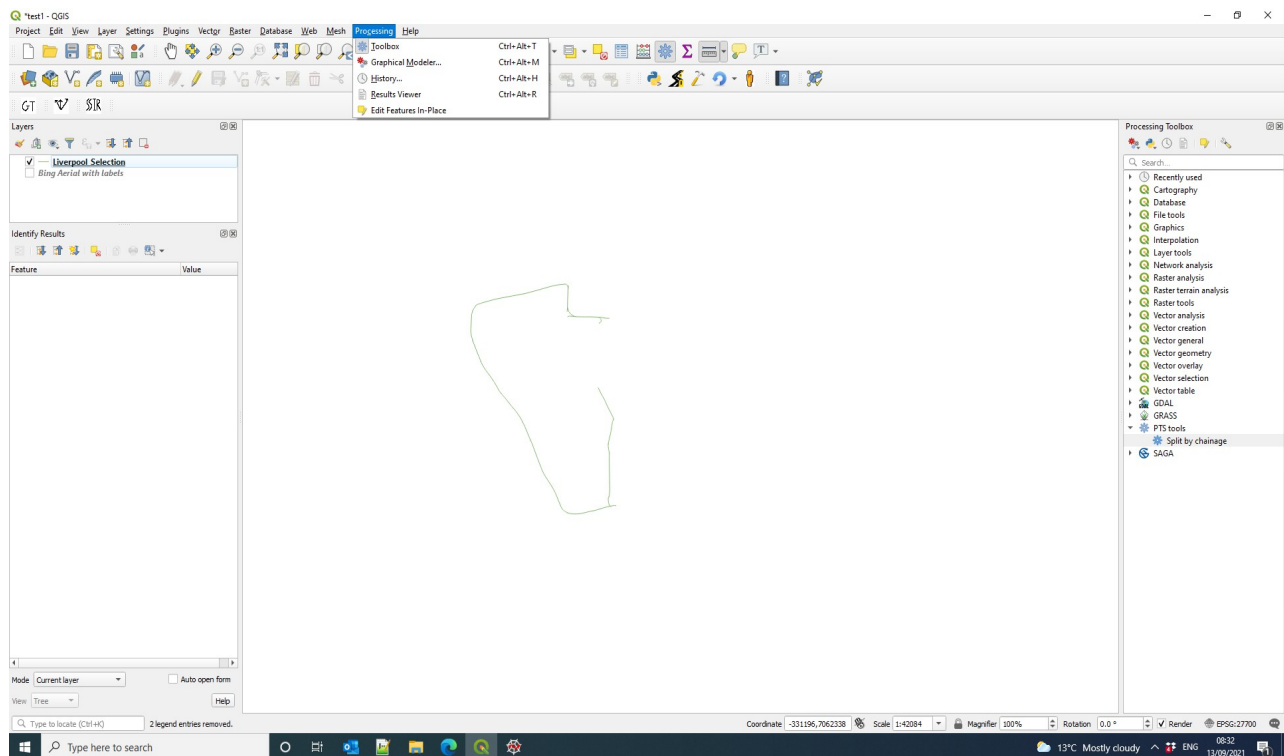 *test1 - QGIS
Project Edit View Layer Settings Plugins Vector Raster Database Web Mesh Processing Help
Toolbox Ctrl+Alt+T
Graphical Modeler... Ctrl+Alt+M
History... Ctrl+Alt+H
Results Viewer Ctrl+Alt+R
Edit Features In-Place
GT V SIR
Layers
Liverpool Selection
Bing Aerial with labels
Identify Results
Feature Value
Mode Current layer Auto open form
View Tree Help
Processing Toolbox
Search...
Recently used
Cartography
Database
File tools
Graphics
Interpolation
Layer tools
Network analysis
Raster analysis
Raster terrain analysis
Raster tools
Vector analysis
Vector creation
Vector general
Vector geometry
Vector overlay
Vector selection
Vector table
GDAL
GRASS
PTS tools
Split by chainage
SAGA
Type to locate (Ctrl+K) 2 legend entries removed. Coordinate -331196,7062338 Scale 1:42084 Magnifier 100% Rotation 0.0 ° Render EPSG:27700
Type here to search 13°C Mostly cloudy ENG 08:32
13/09/2021